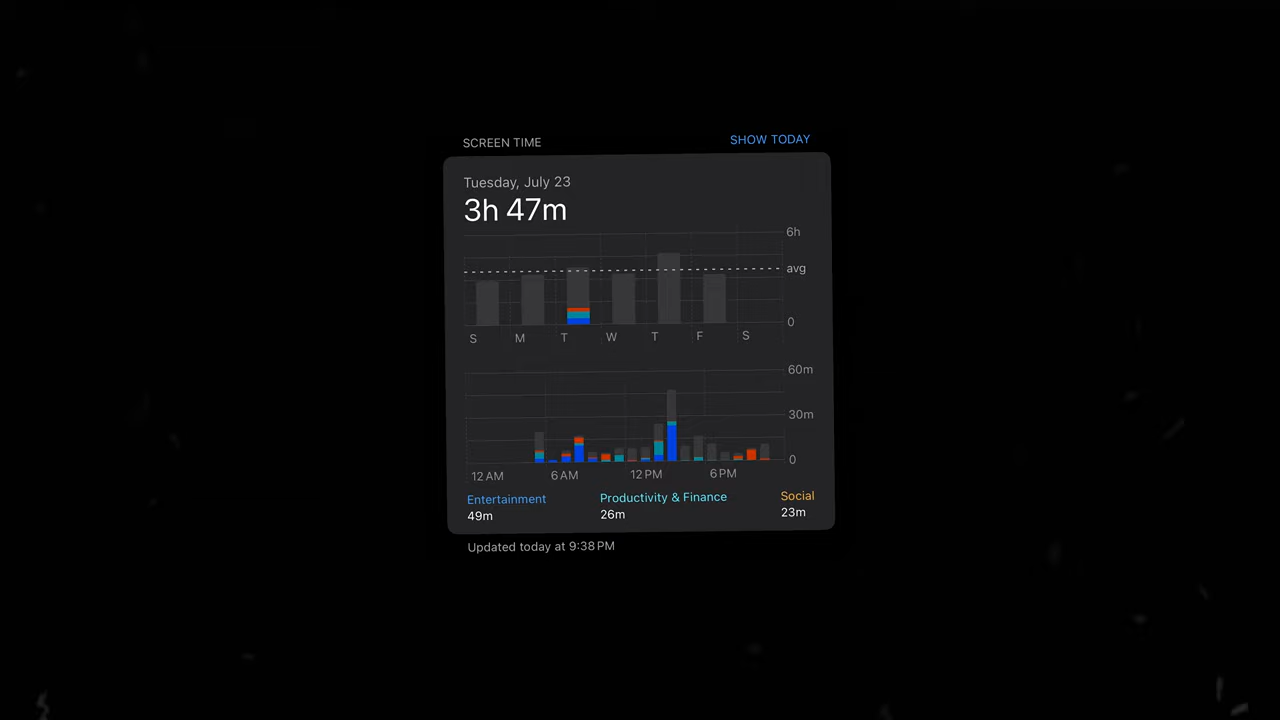 SCREEN TIME SHOW TODAY
Tuesday, July 23
3h 47m
6h
avg
0
S M T W T F S
60m
30m
0
12 AM 6 AM 12 PM 6 PM
Entertainment Productivity & Finance Social
49m 26m 23m
Updated today at 9:38 PM